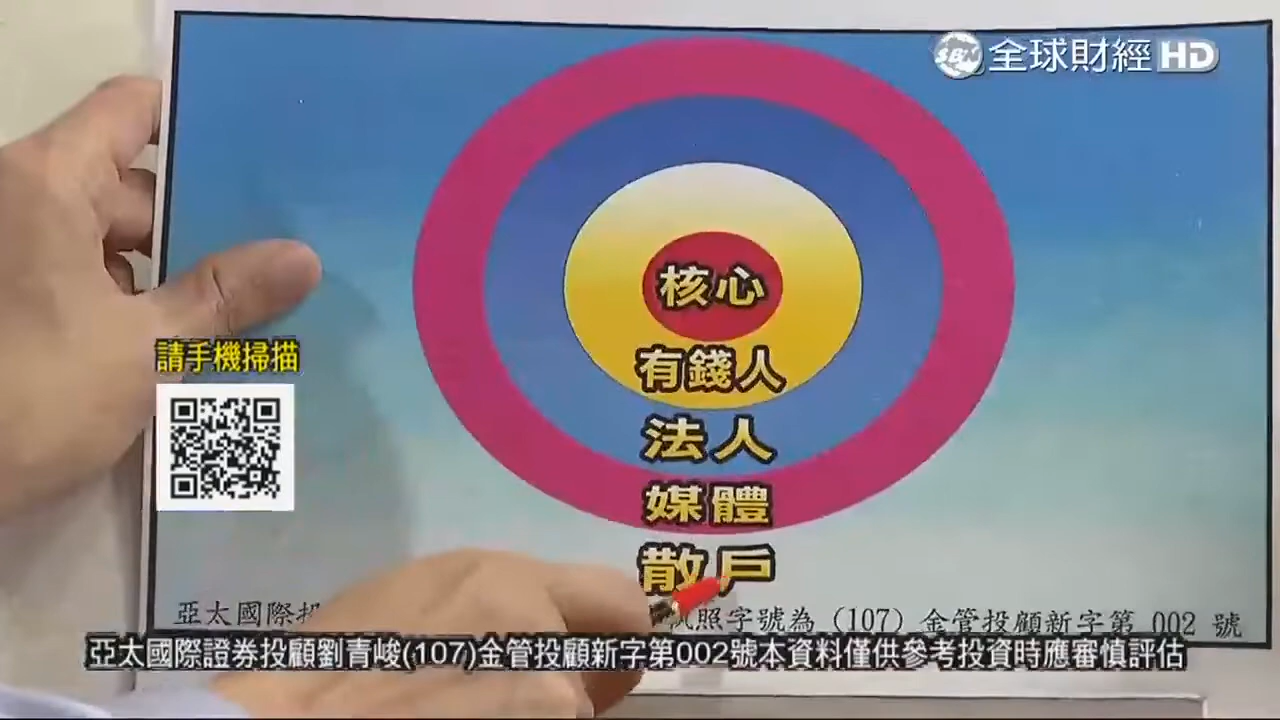 SBN 全球財經HD
核心
有錢人
請手機掃描
法人
媒體
散戶
亞太國際投 執照字號為 (107) 金管投顧新字第 002 號
亞太國際證券投顧劉青峻(107)金管投顧新字第002號本資料僅供參考投資時應審慎評估